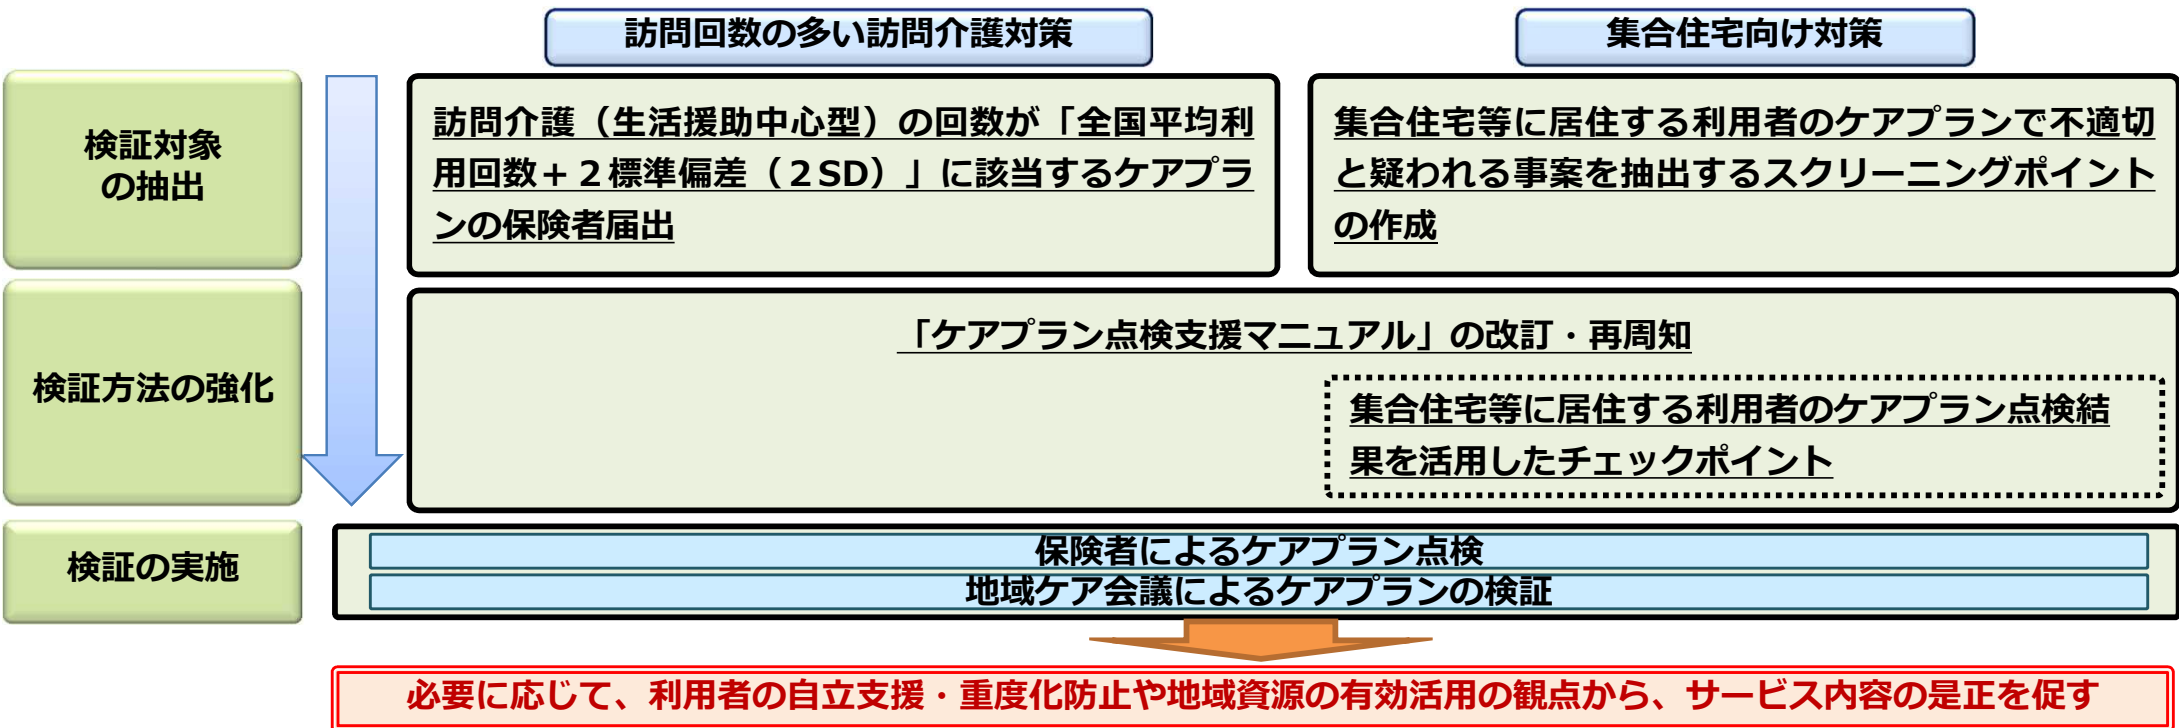 訪問回数の多い訪問介護対策
集合住宅向け対策
検証対象
の抽出
訪問介護（生活援助中心型）の回数が「全国平均利
用回数＋２標準偏差（２SD）」に該当するケアプラ
ンの保険者届出
集合住宅等に居住する利用者のケアプランで不適切
と疑われる事案を抽出するスクリーニングポイント
の作成
検証方法の強化
「ケアプラン点検支援マニュアル」の改訂・再周知
集合住宅等に居住する利用者のケアプラン点検結
果を活用したチェックポイント
検証の実施
保険者によるケアプラン点検
地域ケア会議によるケアプランの検証
必要に応じて、利用者の自立支援・重度化防止や地域資源の有効活用の観点から、サービス内容の是正を促す